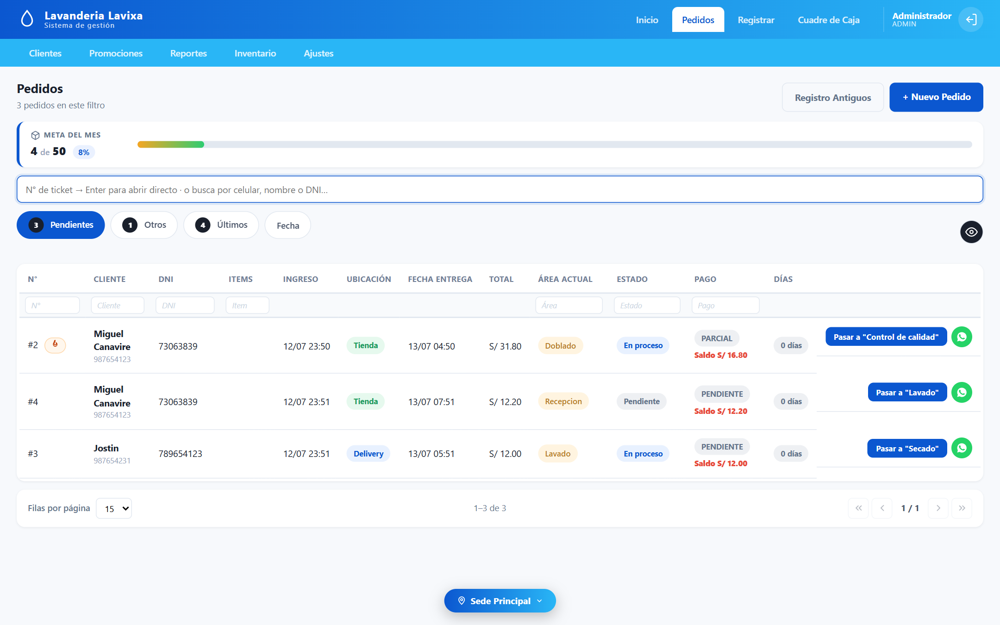 Lavanderia Lavixa
Sistema de gestión
Inicio
Pedidos
Registrar
Cuadre de Caja
Administrador
ADMIN
Clientes
Promociones
Reportes
Inventario
Ajustes
Pedidos
3 pedidos en este filtro
Registro Antiguos
+ Nuevo Pedido
META DEL MES
4 de 50 8%
N° de ticket → Enter para abrir directo · o busca por celular, nombre o DNI...
3 Pendientes
1 Otros
4 Últimos
Fecha
N° CLIENTE DNI ITEMS INGRESO UBICACIÓN FECHA ENTREGA TOTAL ÁREA ACTUAL ESTADO PAGO DÍAS
N° Cliente DNI Item Área Estado Pago
#2
Miguel
Canavire
987654123
73063839
12/07 23:50
Tienda
13/07 04:50
S/ 31.80
Doblado
En proceso
PARCIAL
Saldo S/ 16.80
0 días
Pasar a "Control de calidad"
#4
Miguel
Canavire
987654123
73063839
12/07 23:51
Tienda
13/07 07:51
S/ 12.20
Recepcion
Pendiente
PENDIENTE
Saldo S/ 12.20
0 días
Pasar a "Lavado"
#3
Jostin
987654231
789654123
12/07 23:51
Delivery
13/07 05:51
S/ 12.00
Lavado
En proceso
PENDIENTE
Saldo S/ 12.00
0 días
Pasar a "Secado"
Filas por página 15
1–3 de 3
« ‹ 1 / 1 › »
Sede Principal